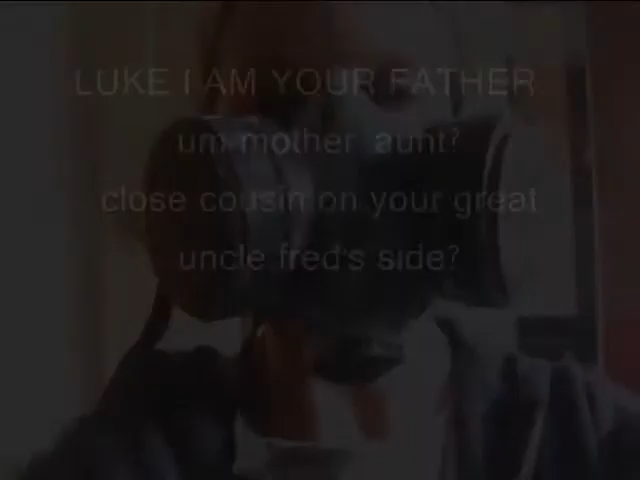 LUKE I AM YOUR FATHER
um mother aunt?
close cousin on your great
uncle fred's side?